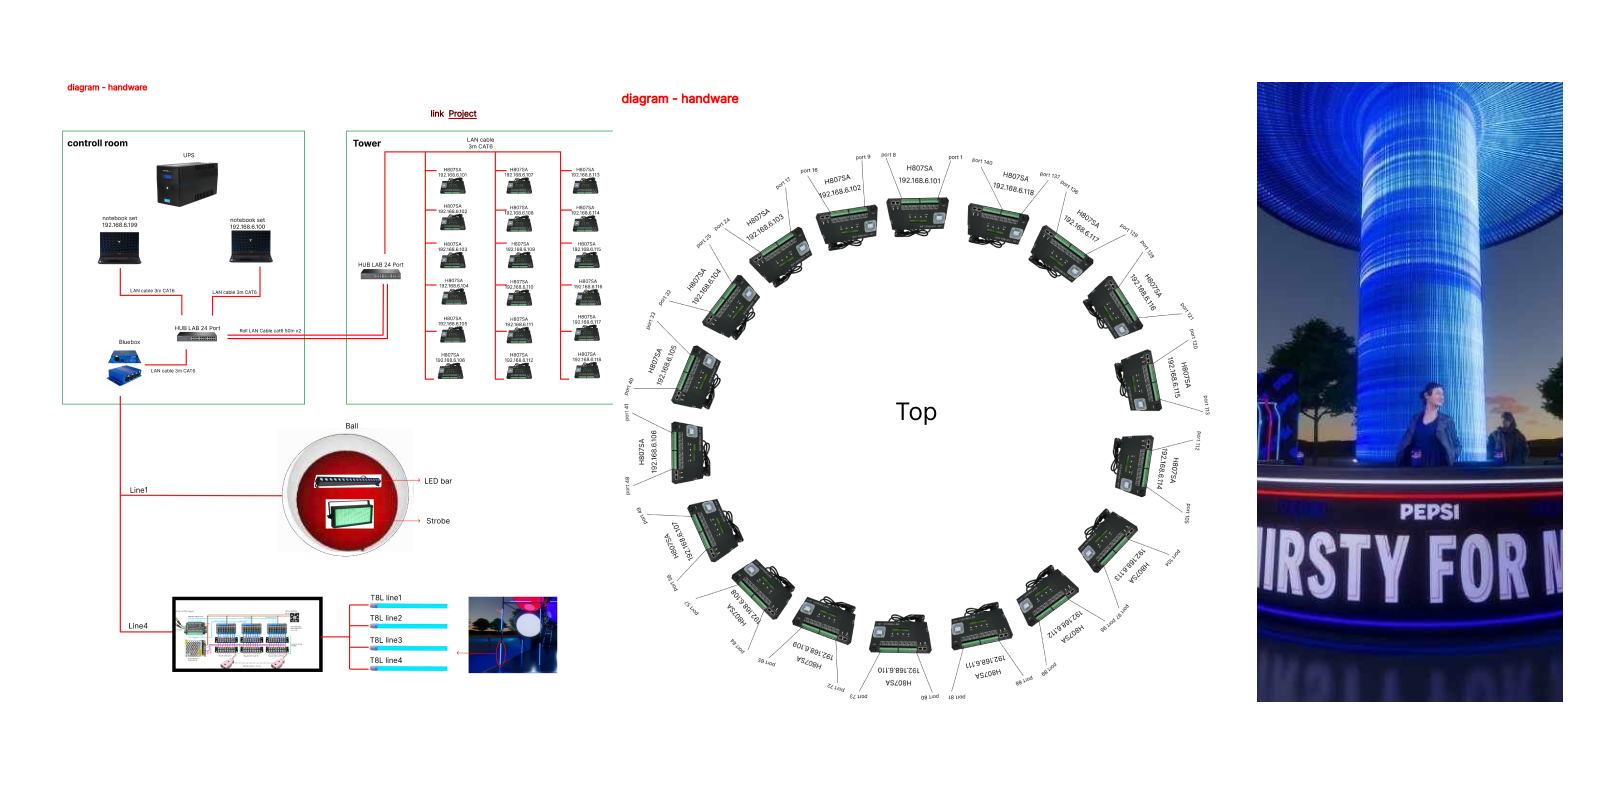 diagram - hardware
link Project
controll room
UPS
notebook set
192.168.6.199
notebook set
192.168.6.100
LAN cable 3m CAT6
LAN cable 3m CAT6
HUB LAB 24 Port
Roll LAN Cable cat6 50m x2
Bluebox
LAN cable 3m CAT6
Tower
LAN cable
3m CAT6
HUB LAB 24 Port
H807SA
192.168.6.101
H807SA
192.168.6.102
H807SA
192.168.6.103
H807SA
192.168.6.104
H807SA
192.168.6.105
H807SA
192.168.6.106
H807SA
192.168.6.107
H807SA
192.168.6.108
H807SA
192.168.6.109
H807SA
192.168.6.110
H807SA
192.168.6.111
H807SA
192.168.6.112
H807SA
192.168.6.113
H807SA
192.168.6.114
H807SA
192.168.6.115
H807SA
192.168.6.116
H807SA
192.168.6.117
H807SA
192.168.6.118
Ball
LED bar
Strobe
Line1
Line4
T8L line1
T8L line2
T8L line3
T8L line4
diagram - hardware
Top
port 1
H807SA
192.168.6.101
port 8
port 9
H807SA
192.168.6.102
port 16
port 17
H807SA
192.168.6.103
port 24
port 25
H807SA
192.168.6.104
port 32
port 33
H807SA
192.168.6.105
port 40
port 41
H807SA
192.168.6.106
port 48
port 49
H807SA
192.168.6.107
port 56
port 57
H807SA
192.168.6.108
port 64
port 65
H807SA
192.168.6.109
port 72
port 73
H807SA
192.168.6.110
port 80
port 81
H807SA
192.168.6.111
port 88
port 89
H807SA
192.168.6.112
port 96
port 97
H807SA
192.168.6.113
port 104
port 105
H807SA
192.168.6.114
port 112
port 113
H807SA
192.168.6.115
port 120
port 121
H807SA
192.168.6.116
port 128
port 129
H807SA
192.168.6.117
port 136
port 132
H807SA
192.168.6.118
port 140
PEPSI
HIRSTY FOR M